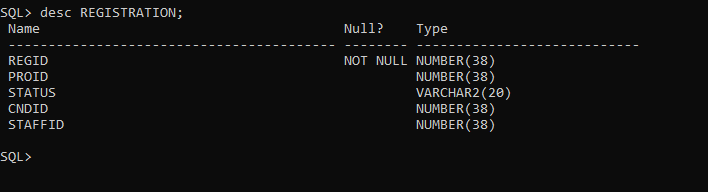 SQL> desc REGISTRATION;
 Name                                      Null?    Type
 ----------------------------------------- -------- ----------------------------
 REGID                                     NOT NULL NUMBER(38)
 PROID                                              NUMBER(38)
 STATUS                                             VARCHAR2(20)
 CNDID                                              NUMBER(38)
 STAFFID                                            NUMBER(38)
SQL>